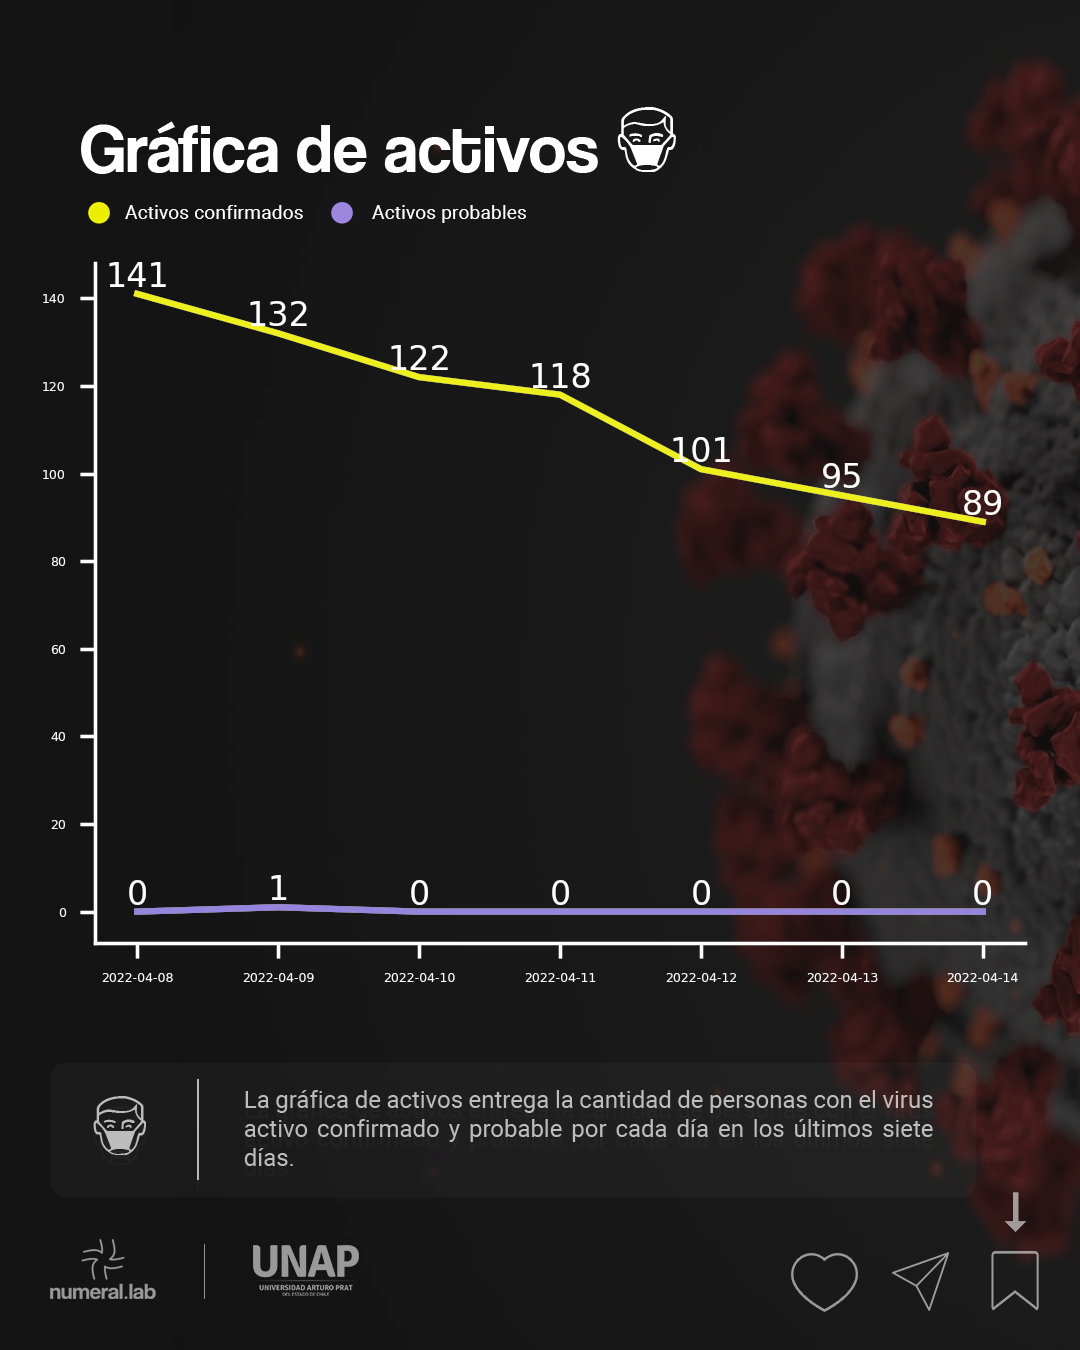 Gráfica de activos
Activos confirmados Activos probables
141
132
122
118
101
95
89
140
120
100
80
60
40
20
0
0 1 0 0 0 0 0
2022-04-08 2022-04-09 2022-04-10 2022-04-11 2022-04-12 2022-04-13 2022-04-14
La gráfica de activos entrega la cantidad de personas con el virus
activo confirmado y probable por cada día en los últimos siete
días.
numeral.lab
UNAP
UNIVERSIDAD ARTURO PRAT
DEL ESTADO DE CHILE